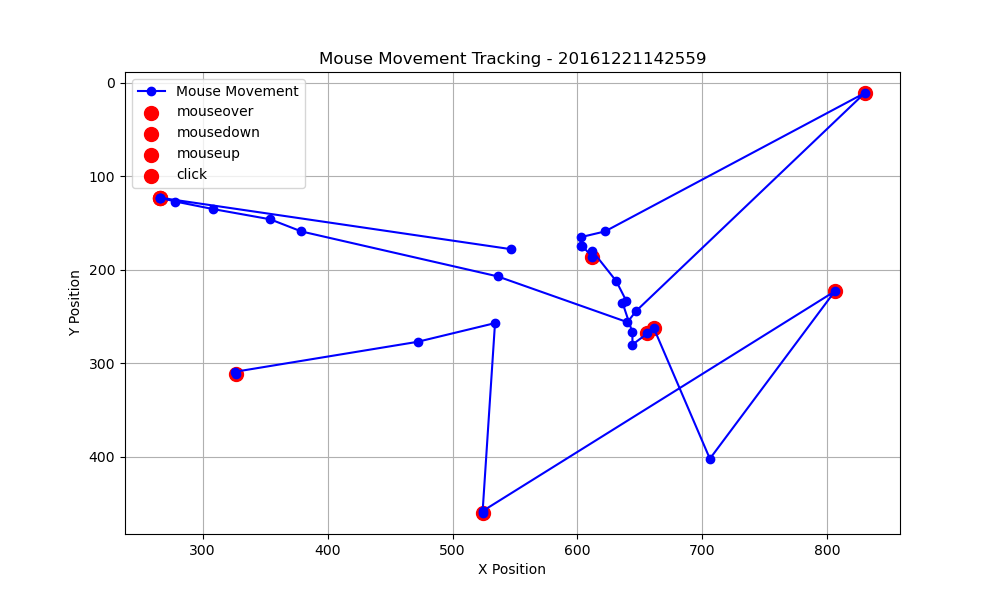 Mouse Movement Tracking - 20161221142559
Mouse Movement
mouseover
mousedown
mouseup
click
0
100
200
300
400
Y Position
300
400
500
600
700
800
X Position